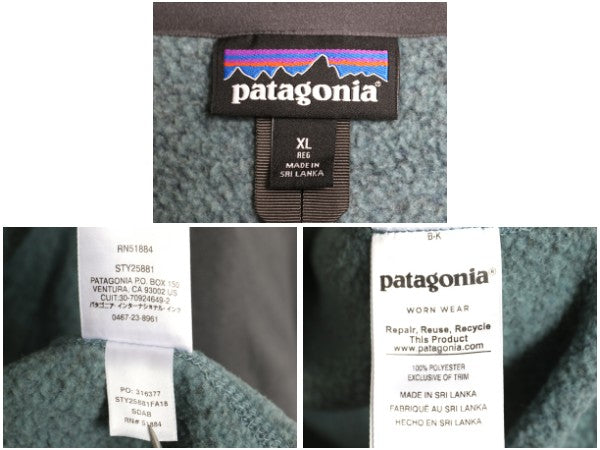 patagonia®
XL
REG
MADE IN
SRI LANKA
RN51884
STY25881
PATAGONIA P.O. BOX 150
VENTURA, CA 93002 US
CUIT:30-70924649-2
パタゴニア・インターナショナル・インク
0467-23-8961
PO: 316377
STY25881FA18
RN# 51884
B-K
patagonia®
WORN WEAR
Repair, Reuse, Recycle
This Product
www.patagonia.com
100% POLYESTER
EXCLUSIVE OF TRIM
MADE IN SRI LANKA
FABRIQUÉ AU SRI LANKA
HECHO EN SRI LANKA